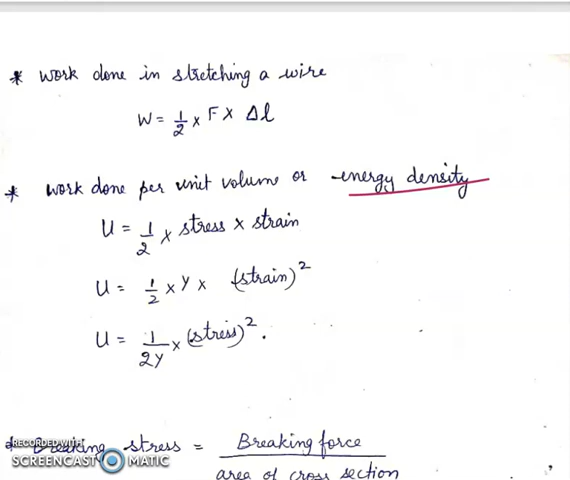 * work done in stretching a wire
W = 1/2 × F × Δl
* work done per unit volume or energy density
U = 1/2 × stress × strain
U = 1/2 × Y × (strain)²
U = 1/2Y × (stress)².
* Breaking stress = Breaking force / area of cross section
RECORDED WITH
SCREENCAST MATIC